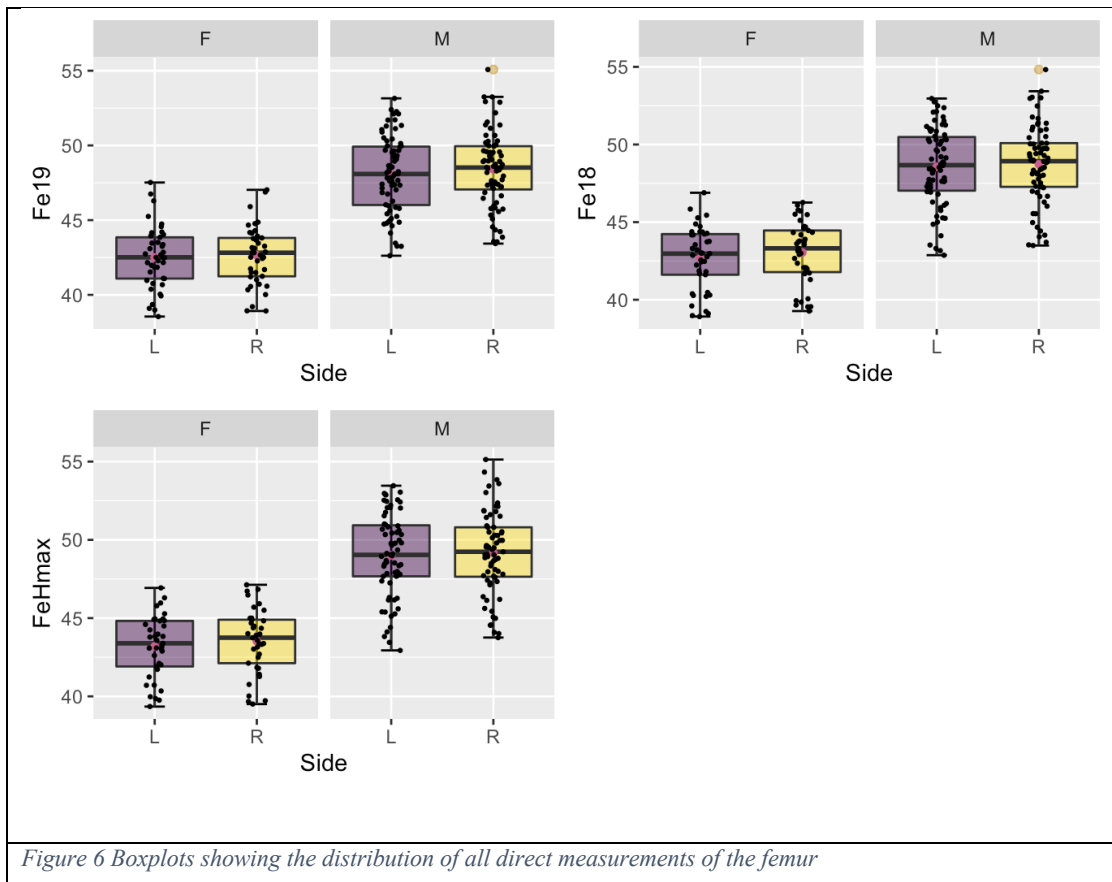 F M
Fe19
55
50
45
40
L R L R
Side
F M
Fe18
55
50
45
40
L R L R
Side
F M
FeHmax
55
50
45
40
L R L R
Side
Figure 6 Boxplots showing the distribution of all direct measurements of the femur